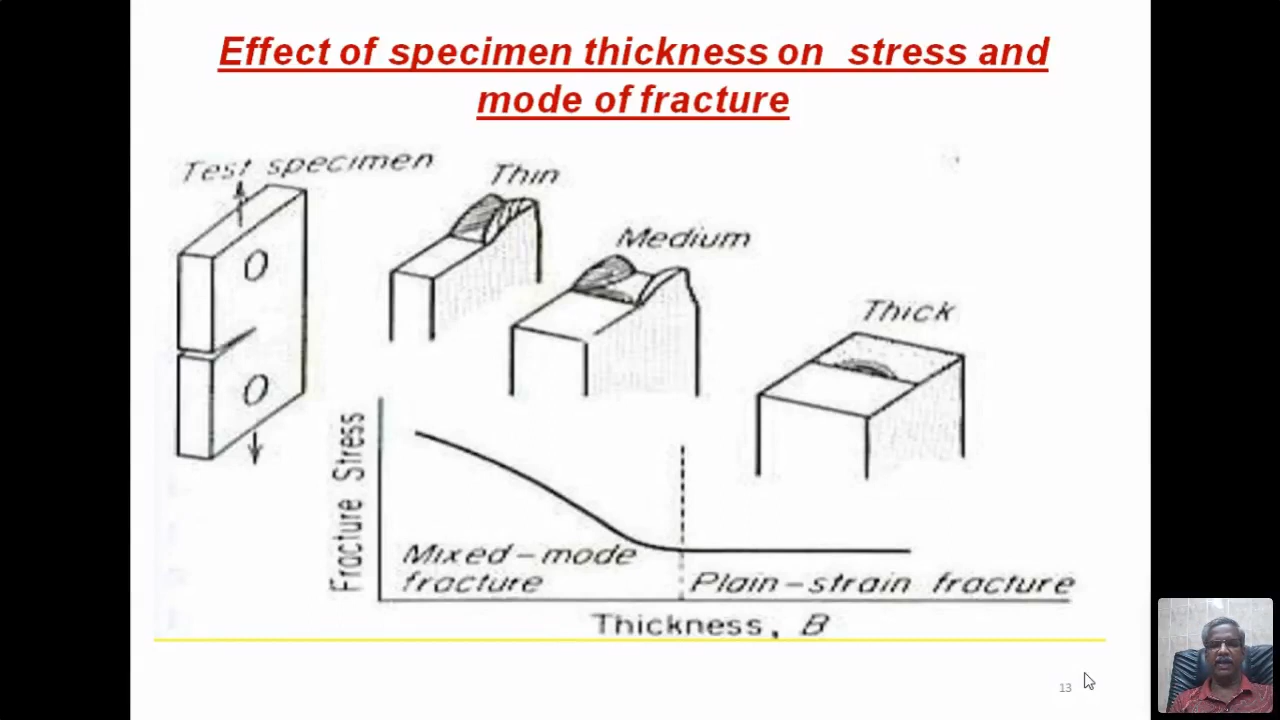 Effect of specimen thickness on stress and
mode of fracture
Test specimen
Thin
Medium
Thick
Fracture Stress
Mixed-mode
fracture
Plain-strain fracture
Thickness, B
13